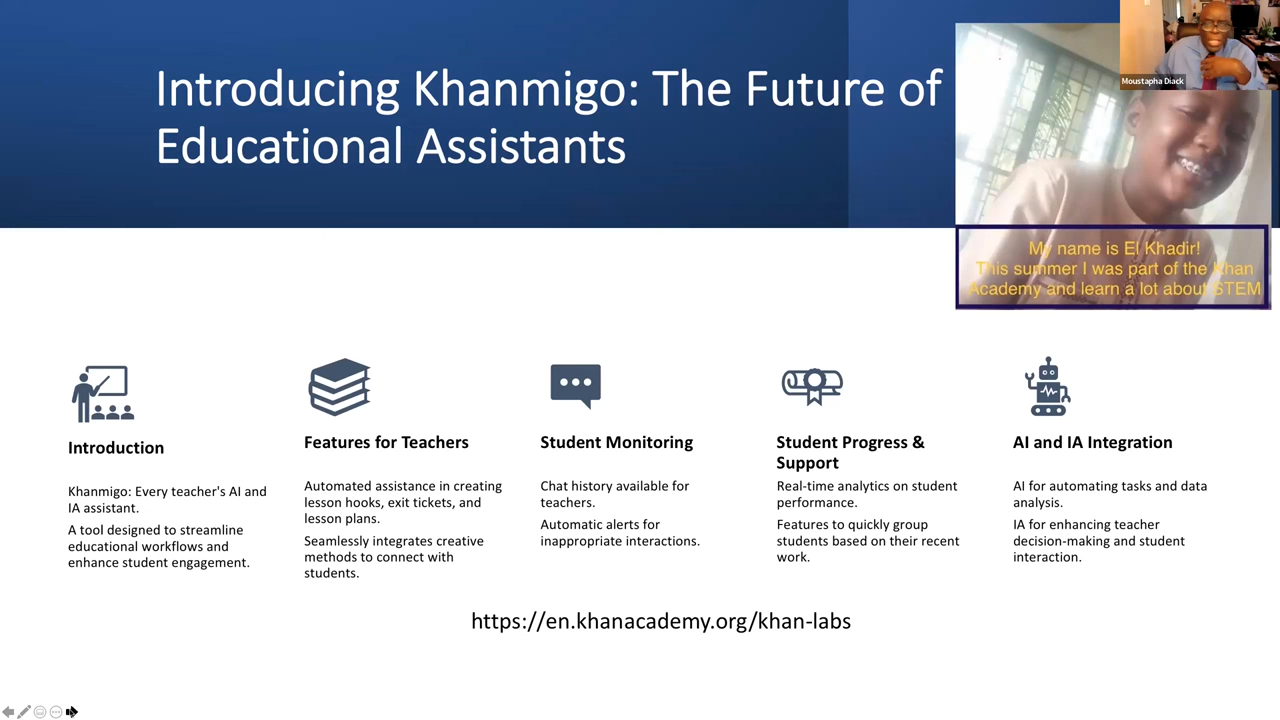 Introducing Khanmigo: The Future of
Educational Assistants
Moustapha Diack
My name is El Khadir!
This summer I was part of the Khan
Academy and learn a lot about STEM
Introduction
Khanmigo: Every teacher's AI and
IA assistant.
A tool designed to streamline
educational workflows and
enhance student engagement.
Features for Teachers
Automated assistance in creating
lesson hooks, exit tickets, and
lesson plans.
Seamlessly integrates creative
methods to connect with
students.
Student Monitoring
Chat history available for
teachers.
Automatic alerts for
inappropriate interactions.
Student Progress &
Support
Real-time analytics on student
performance.
Features to quickly group
students based on their recent
work.
AI and IA Integration
AI for automating tasks and data
analysis.
IA for enhancing teacher
decision-making and student
interaction.
https://en.khanacademy.org/khan-labs